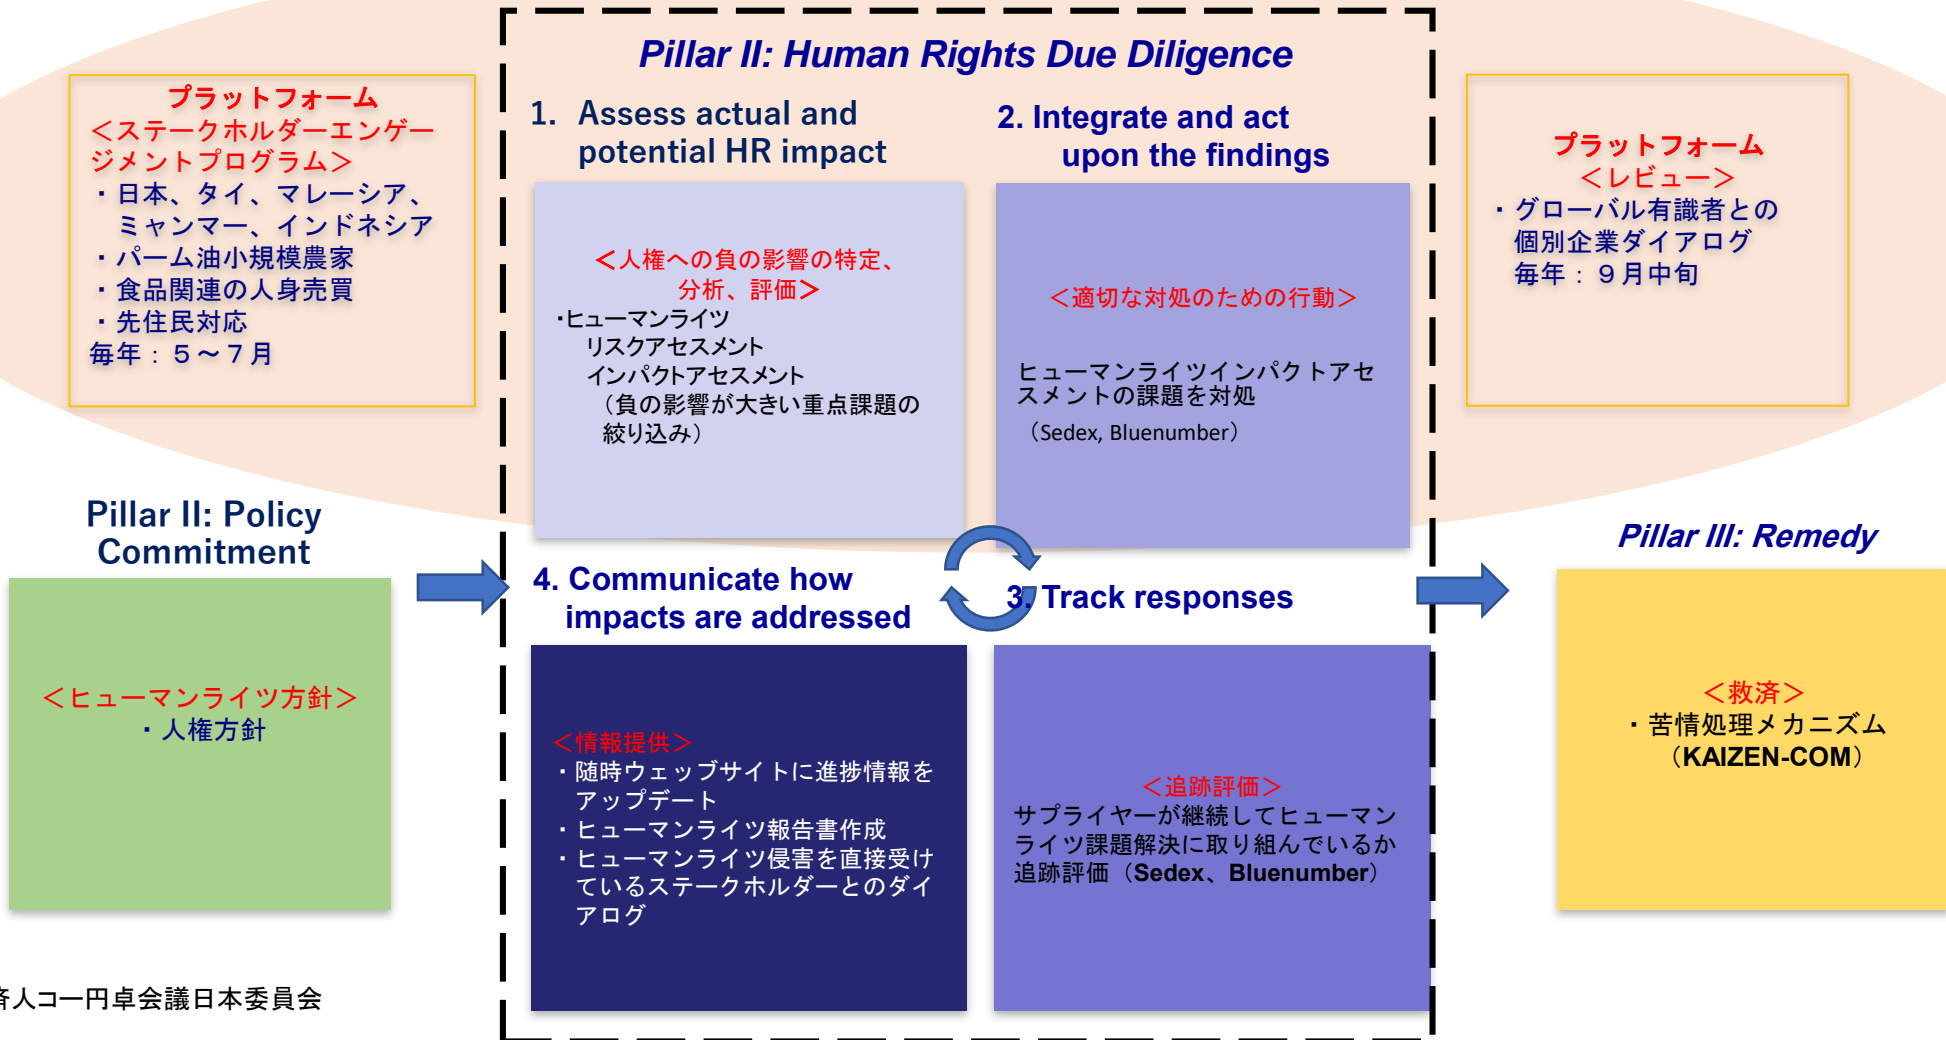 Pillar II: Human Rights Due Diligence
プラットフォーム
＜ステークホルダーエンゲー
ジメントプログラム＞
・日本、タイ、マレーシア、
ミャンマー、インドネシア
・パーム油小規模農家
・食品関連の人身売買
・先住民対応
毎年：５～７月
1. Assess actual and
potential HR impact
＜人権への負の影響の特定、
分析、評価＞
・ヒューマンライツ
リスクアセスメント
インパクトアセスメント
（負の影響が大きい重点課題の
絞り込み）
2. Integrate and act
upon the findings
＜適切な対処のための行動＞
ヒューマンライツインパクトアセ
スメントの課題を対処
（Sedex, Bluenumber）
プラットフォーム
＜レビュー＞
・グローバル有識者との
個別企業ダイアログ
毎年：９月中旬
Pillar II: Policy
Commitment
＜ヒューマンライツ方針＞
・人権方針
4. Communicate how
impacts are addressed
＜情報提供＞
・随時ウェッブサイトに進捗情報を
アップデート
・ヒューマンライツ報告書作成
・ヒューマンライツ侵害を直接受け
ているステークホルダーとのダイ
アログ
3. Track responses
＜追跡評価＞
サプライヤーが継続してヒューマン
ライツ課題解決に取り組んでいるか
追跡評価（Sedex、Bluenumber）
Pillar III: Remedy
＜救済＞
・苦情処理メカニズム
（KAIZEN-COM）
済人コー円卓会議日本委員会